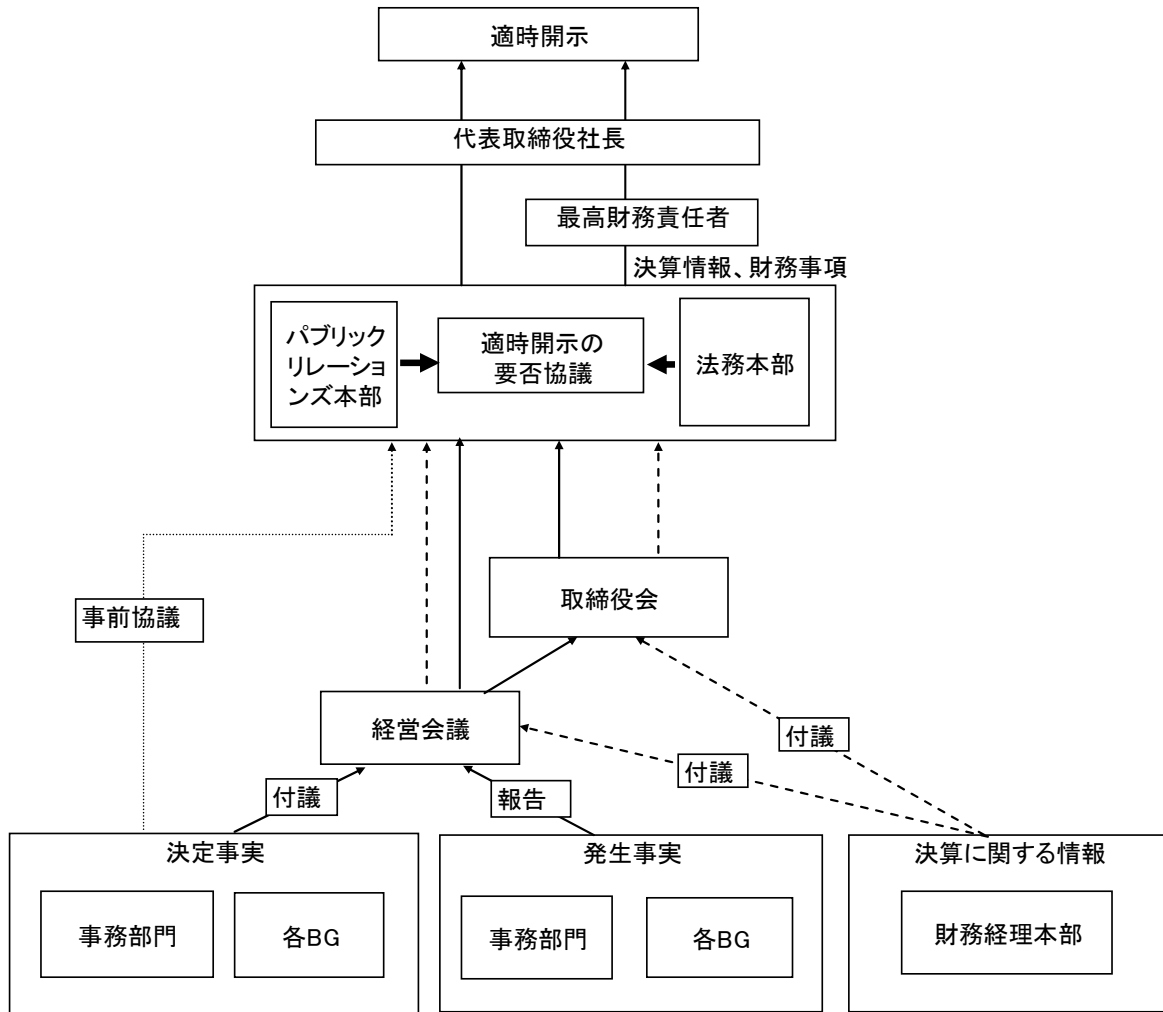 適時開示
代表取締役社長
最高財務責任者
決算情報、財務事項
パブリック
リレーショ
ンズ本部
適時開示の
要否協議
法務本部
取締役会
事前協議
経営会議
付議
付議
付議
報告
決定事実
事務部門
各BG
発生事実
事務部門
各BG
決算に関する情報
財務経理本部